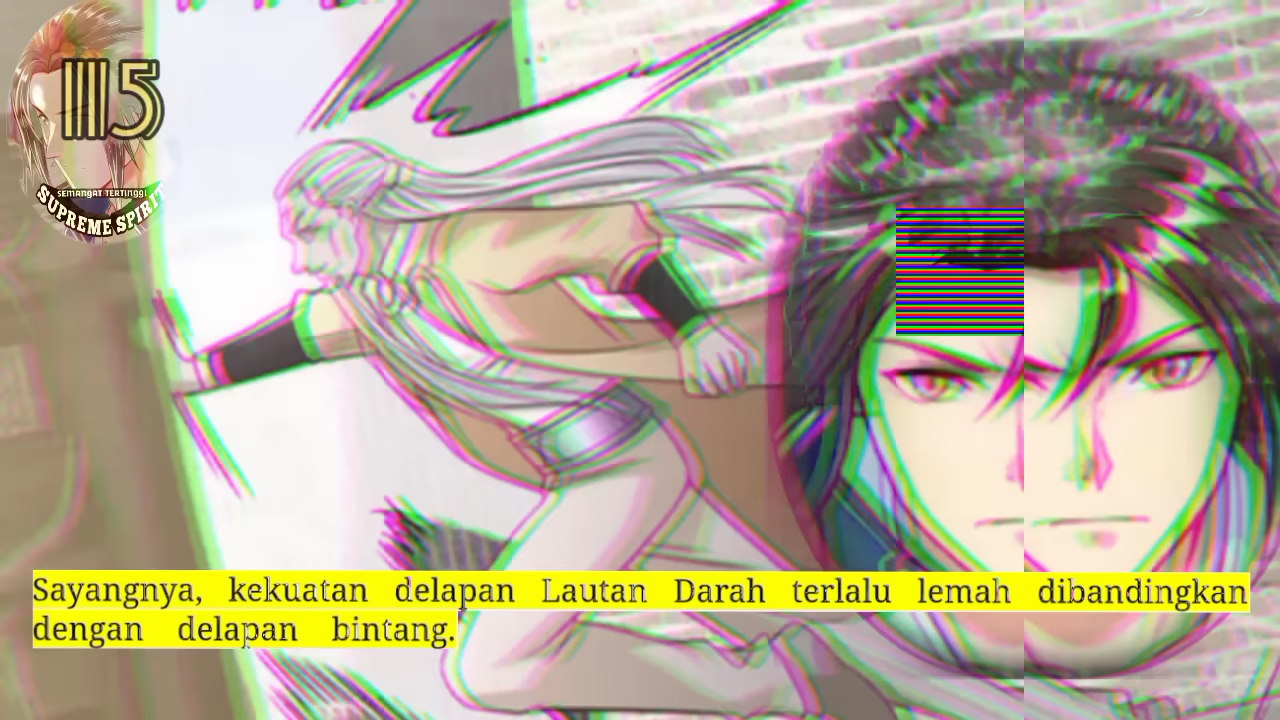 115
SEMANGAT TERTINGGI
SUPREME SPIRIT
Sayangnya, kekuatan delapan Lautan Darah terlalu lemah dibandingkan
dengan delapan bintang.